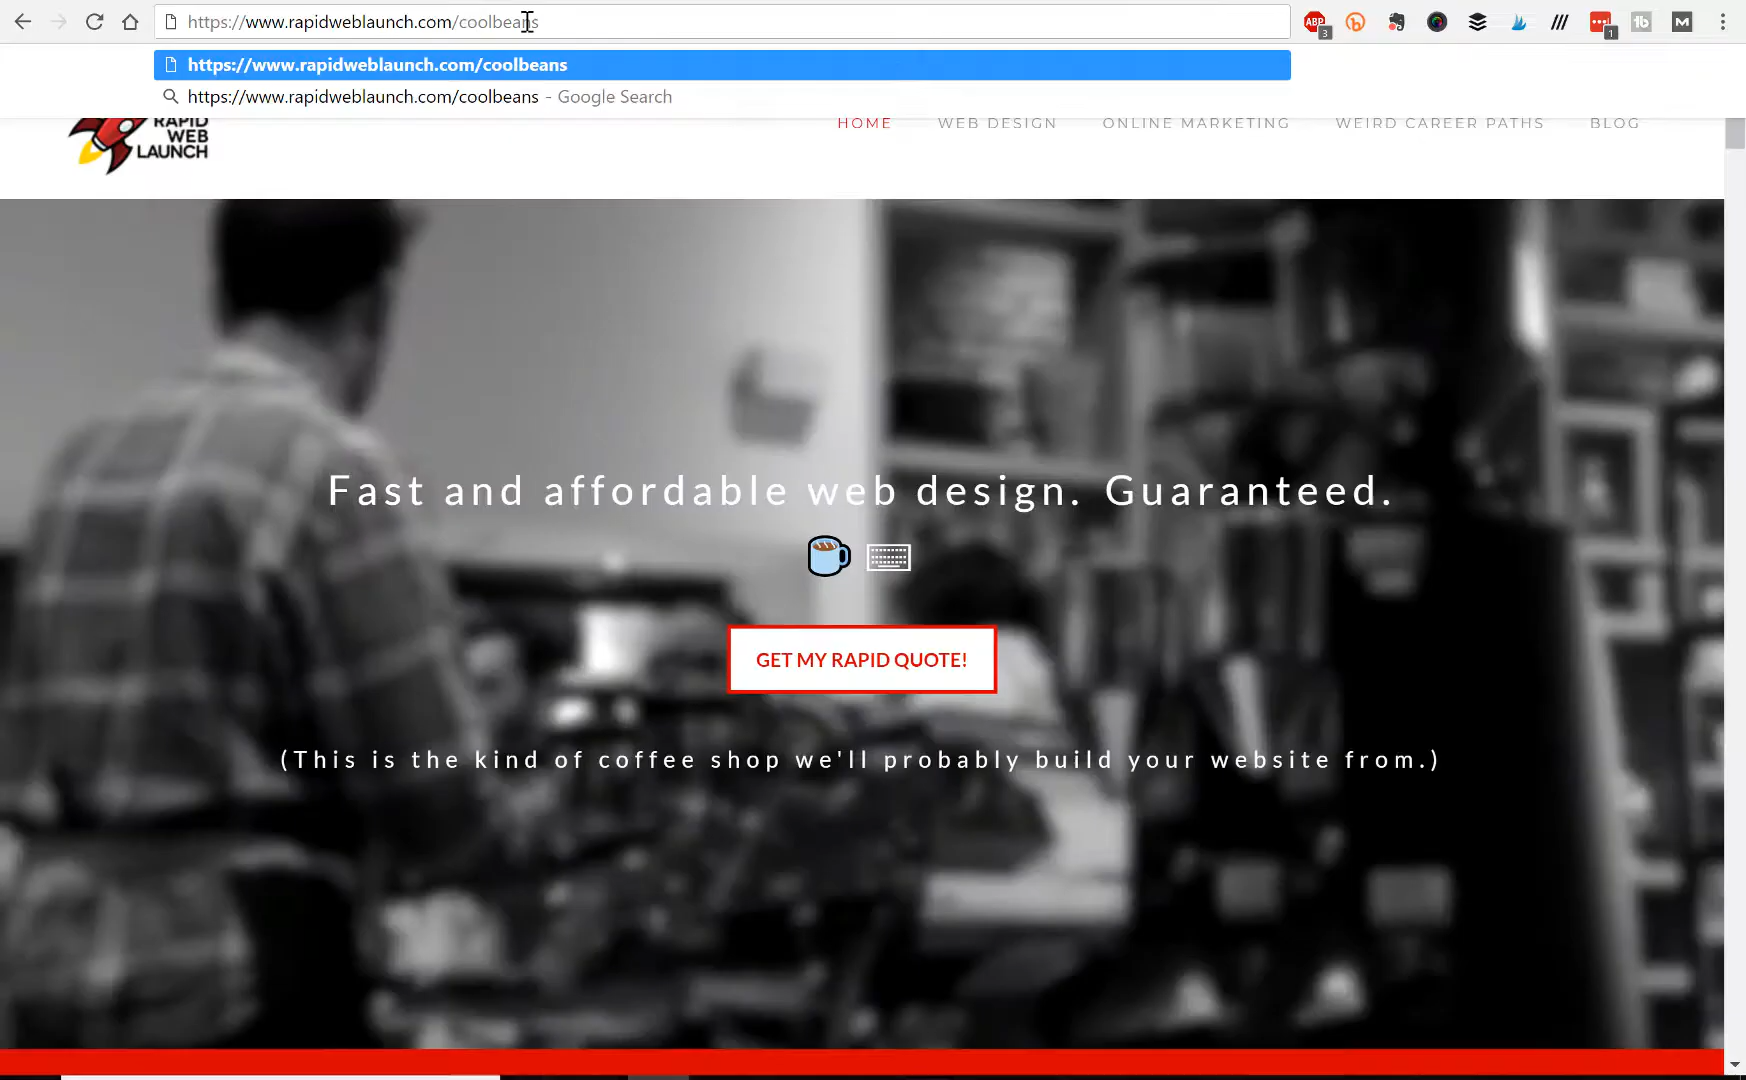 https://www.rapidweblaunch.com/coolbeans
3
1
https://www.rapidweblaunch.com/coolbeans
https://www.rapidweblaunch.com/coolbeans - Google Search
RAPID
WEB
LAUNCH
HOME WEB DESIGN ONLINE MARKETING WEIRD CAREER PATHS BLOG
Fast and affordable web design. Guaranteed.
GET MY RAPID QUOTE!
(This is the kind of coffee shop we'll probably build your website from.)